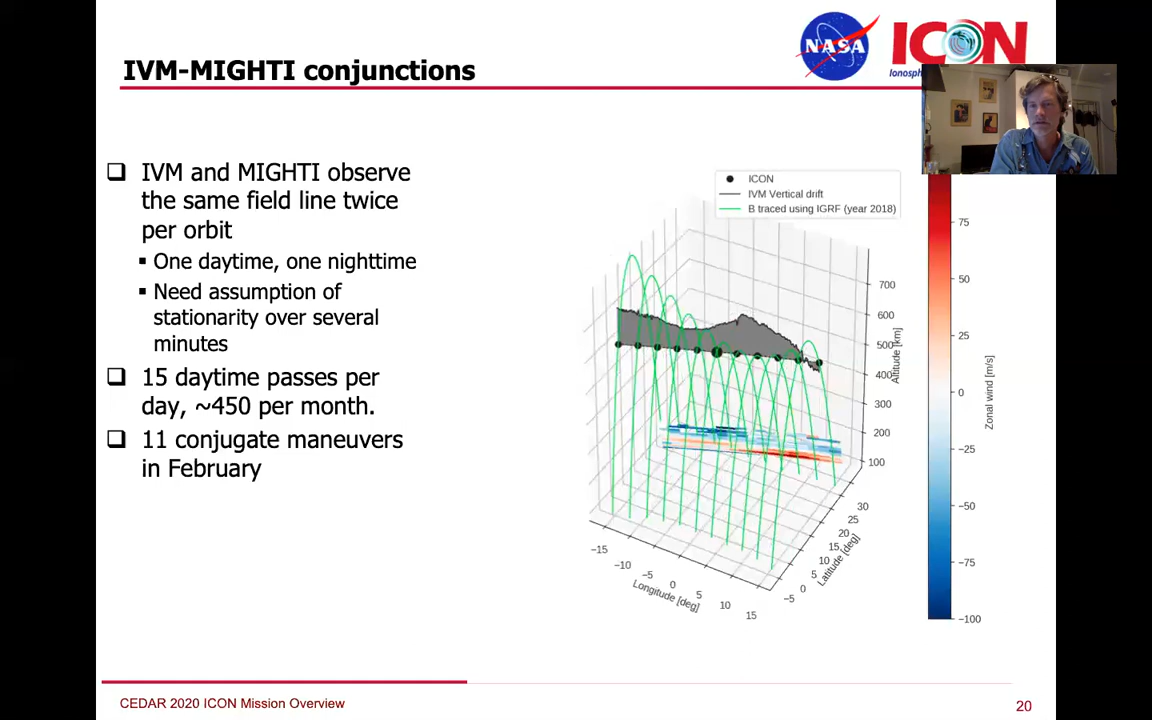 NASA
ICON
IVM-MIGHTI conjunctions
Ionosph
❑ IVM and MIGHTI observe
the same field line twice
per orbit
▪ One daytime, one nighttime
▪ Need assumption of
stationarity over several
minutes
❑ 15 daytime passes per
day, ~450 per month.
❑ 11 conjugate maneuvers
in February
ICON
IVM Vertical drift
B traced using IGRF (year 2018)
700
600
500
400
300
200
100
Altitude [km]
30
25
20
15
10
5
0
−5
Latitude [deg]
−15
−10
−5
0
5
10
15
Longitude [deg]
75
50
25
0
−25
−50
−75
−100
Zonal wind [m/s]
CEDAR 2020 ICON Mission Overview
20